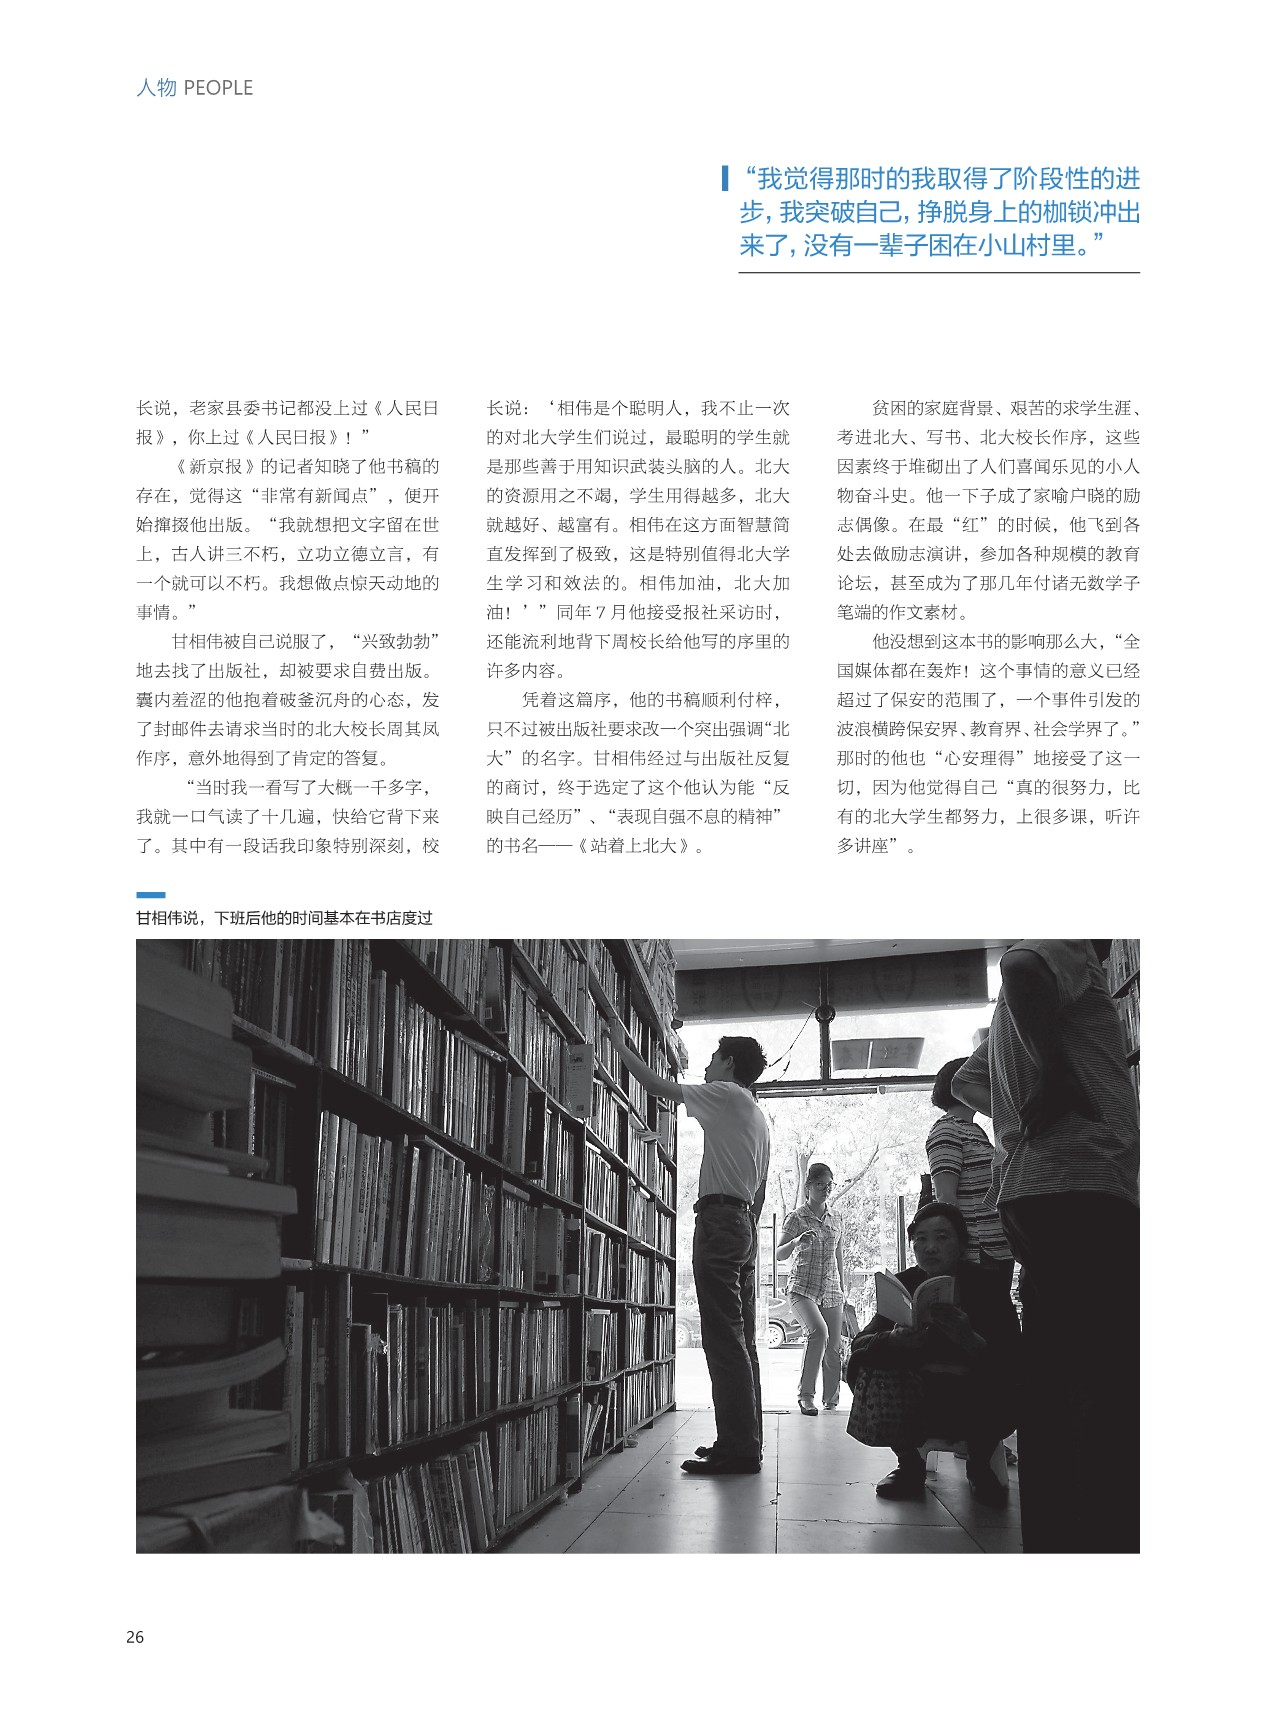 人物 PEOPLE
“我觉得那时的我取得了阶段性的进
步，我突破自己，挣脱身上的枷锁冲出
来了，没有一辈子困在小山村里。”
长说，老家县委书记都没上过《人民日
报》，你上过《人民日报》！”
《新京报》的记者知晓了他书稿的
存在，觉得这“非常有新闻点”，便开
始撺掇他出版。“我就想把文字留在世
上，古人讲三不朽，立功立德立言，有
一个就可以不朽。我想做点惊天动地的
事情。”
甘相伟被自己说服了，“兴致勃勃”
地去找了出版社，却被要求自费出版。
囊内羞涩的他抱着破釜沉舟的心态，发
了封邮件去请求当时的北大校长周其凤
作序，意外地得到了肯定的答复。
“当时我一看写了大概一千多字，
我就一口气读了十几遍，快给它背下来
了。其中有一段话我印象特别深刻，校
长说：‘相伟是个聪明人，我不止一次
的对北大学生们说过，最聪明的学生就
是那些善于用知识武装头脑的人。北大
的资源用之不竭，学生用得越多，北大
就越好、越富有。相伟在这方面智慧简
直发挥到了极致，这是特别值得北大学
生学习和效法的。相伟加油，北大加
油！’”同年 7 月他接受报社采访时，
还能流利地背下周校长给他写的序里的
许多内容。
凭着这篇序，他的书稿顺利付梓，
只不过被出版社要求改一个突出强调“北
大”的名字。甘相伟经过与出版社反复
的商讨，终于选定了这个他认为能“反
映自己经历”、“表现自强不息的精神”
的书名——《站着上北大》。
贫困的家庭背景、艰苦的求学生涯、
考进北大、写书、北大校长作序，这些
因素终于堆砌出了人们喜闻乐见的小人
物奋斗史。他一下子成了家喻户晓的励
志偶像。在最“红”的时候，他飞到各
处去做励志演讲，参加各种规模的教育
论坛，甚至成为了那几年付诸无数学子
笔端的作文素材。
他没想到这本书的影响那么大，“全
国媒体都在轰炸！这个事情的意义已经
超过了保安的范围了，一个事件引发的
波浪横跨保安界、教育界、社会学界了。”
那时的他也“心安理得”地接受了这一
切，因为他觉得自己“真的很努力，比
有的北大学生都努力，上很多课，听许
多讲座”。
甘相伟说，下班后他的时间基本在书店度过
26